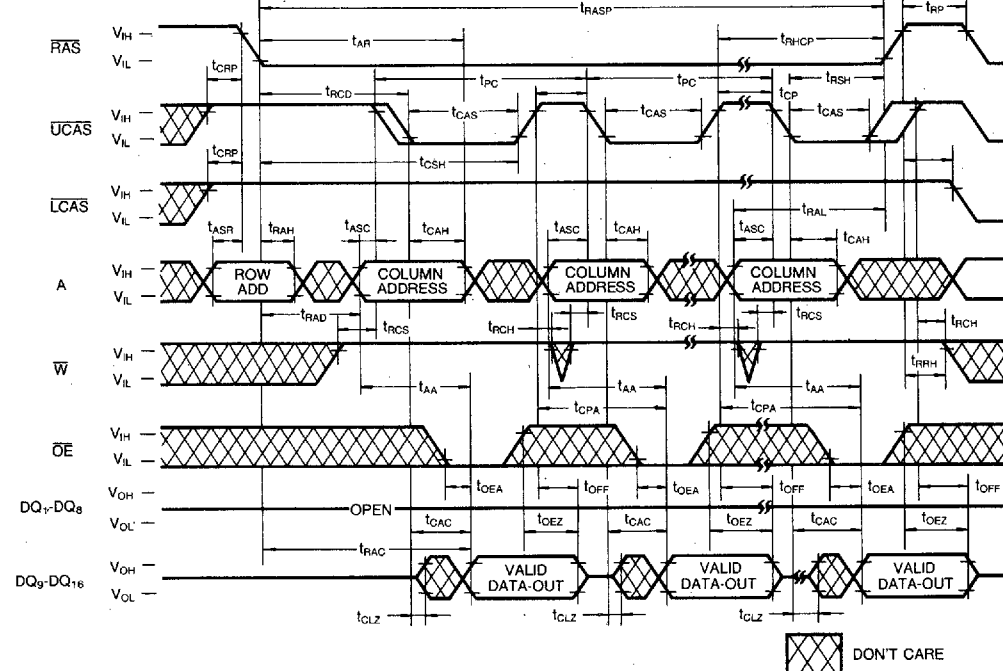 tRASP tRP
RAS VIH tAR tRHCP
VIL
tCRP tPC tPC tRSH
tRCD tCP
UCAS VIH tCAS tCAS tCAS
VIL
tCRP tCSH
LCAS VIH
VIL tRAL
tASR tRAH tASC tCAH tASC tCAH tASC tCAH
A VIH ROW ADD COLUMN ADDRESS COLUMN ADDRESS COLUMN ADDRESS
VIL
tRAD tRCS tRCH tRCS tRCH tRCS tRCH
W VIH
VIL tRRH
tAA tAA tAA
tCPA tCPA
OE VIH
VIL
tOEA tOFF tOEA tOFF tOEA tOFF
DQ1-DQ8 VOH OPEN
VOL
tCAC tOEZ tCAC tOEZ tCAC tOEZ
tRAC
DQ9-DQ16 VOH VALID DATA-OUT VALID DATA-OUT VALID DATA-OUT
VOL
tCLZ tCLZ tCLZ
DON'T CARE